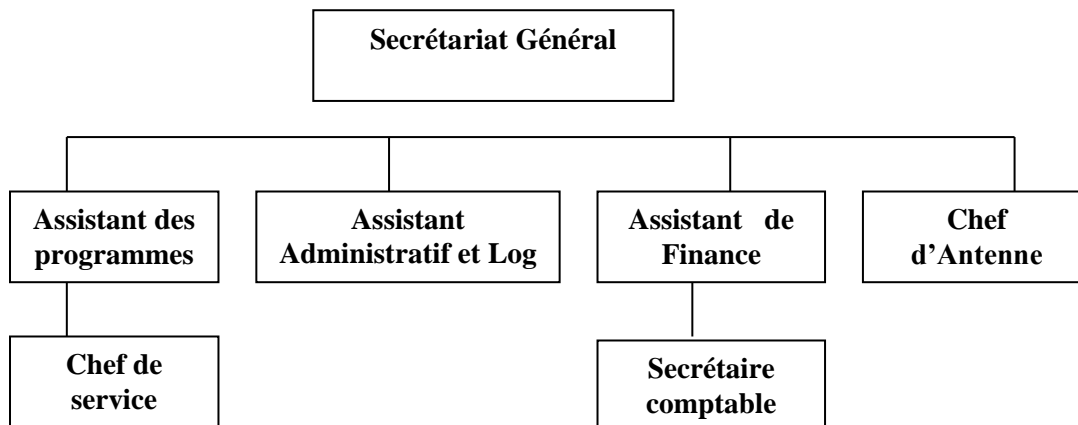 Secrétariat Général
Assistant des
programmes
Assistant
Administratif et Log
Assistant de
Finance
Chef
d’Antenne
Chef de
service
Secrétaire
comptable